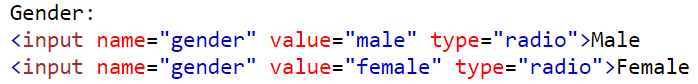 Gender:
<input name="gender" value="male" type="radio">Male
<input name="gender" value="female" type="radio">Female